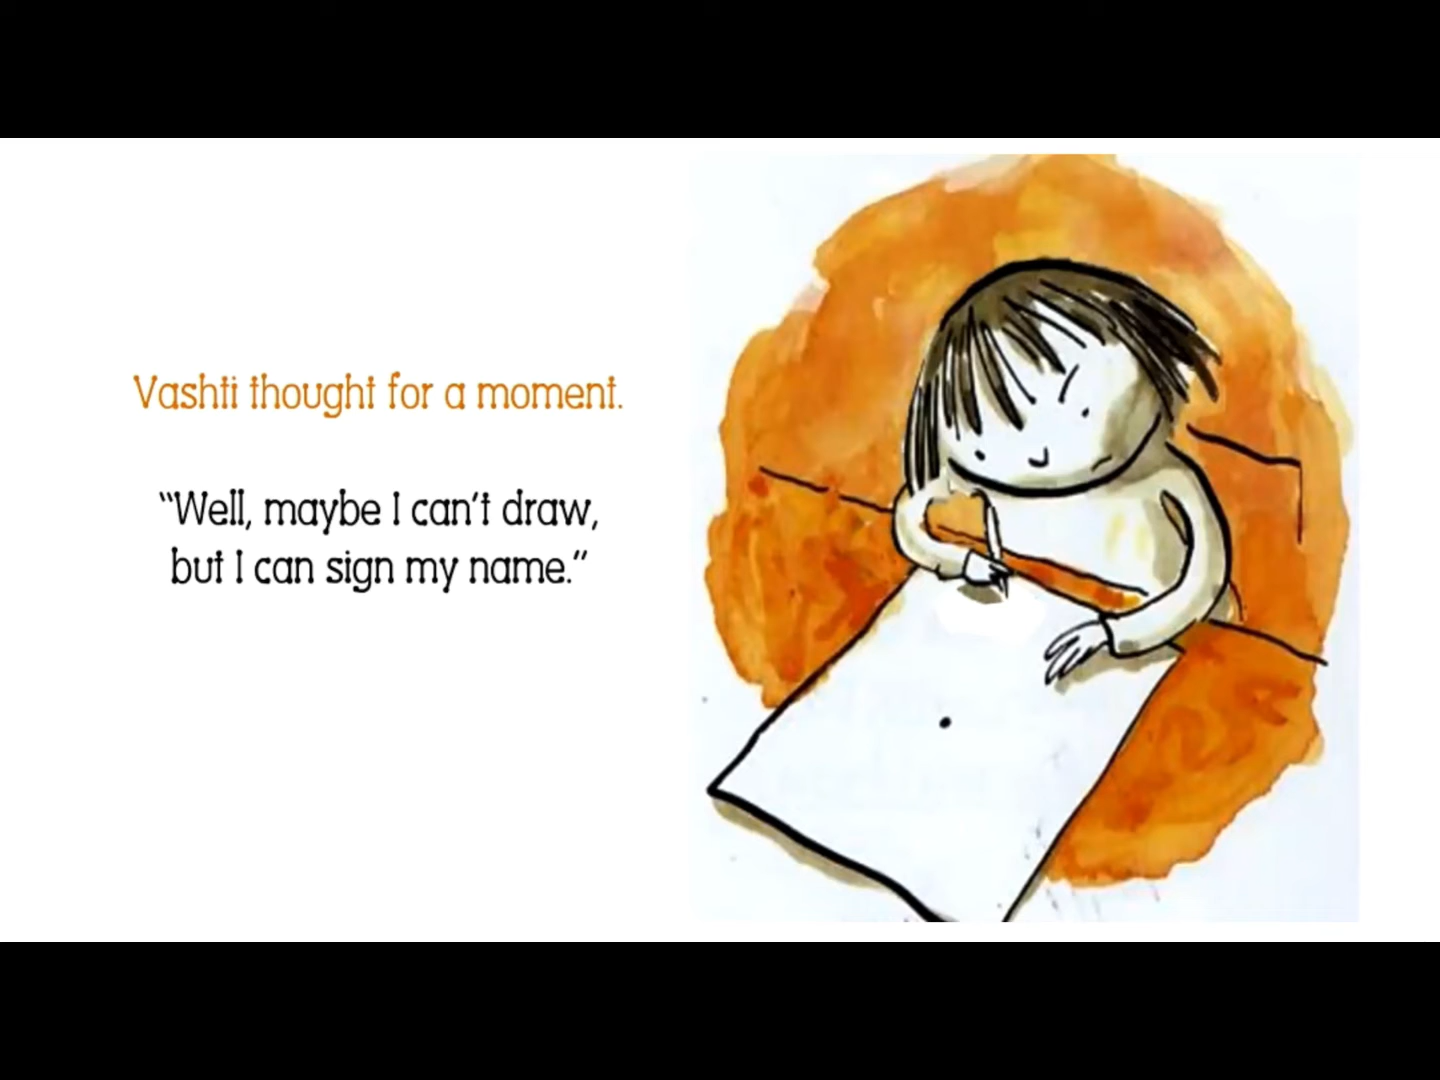 Vashti thought for a moment.
“Well, maybe I can’t draw,
but I can sign my name.”